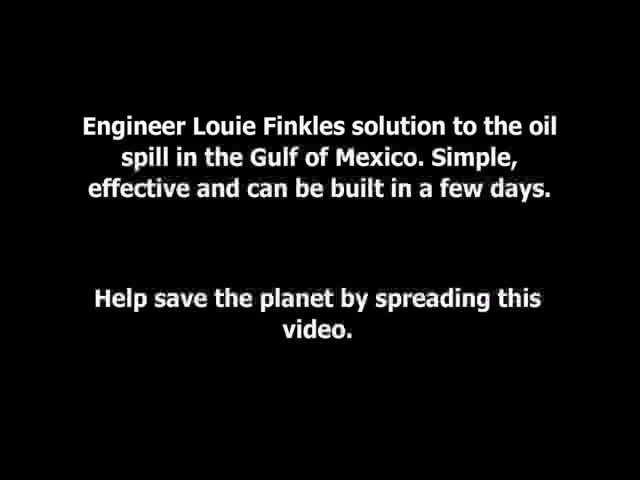 Engineer Louie Finkles solution to the oil
spill in the Gulf of Mexico. Simple,
effective and can be built in a few days.
Help save the planet by spreading this
video.